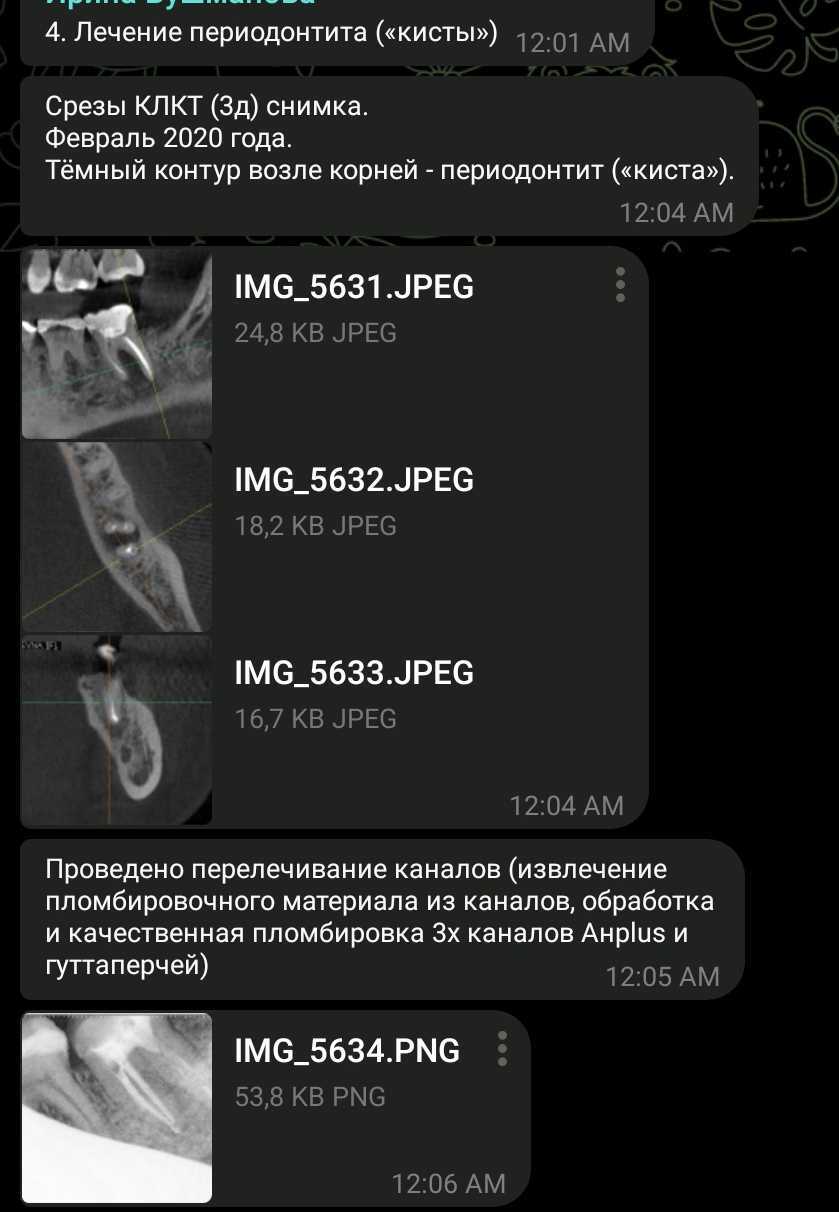 4. Лечение периодонтита («кисты») 12:01 AM
Срезы КЛКТ (3д) снимка.
Февраль 2020 года.
Тёмный контур возле корней - периодонтит («киста»).
12:04 AM
IMG_5631.JPEG
24,8 KB JPEG
IMG_5632.JPEG
18,2 KB JPEG
IMG_5633.JPEG
16,7 KB JPEG
12:04 AM
Проведено перелечивание каналов (извлечение
пломбировочного материала из каналов, обработка
и качественная пломбировка 3х каналов Анplus и
гуттаперчей)
12:05 AM
IMG_5634.PNG
53,8 KB PNG
12:06 AM